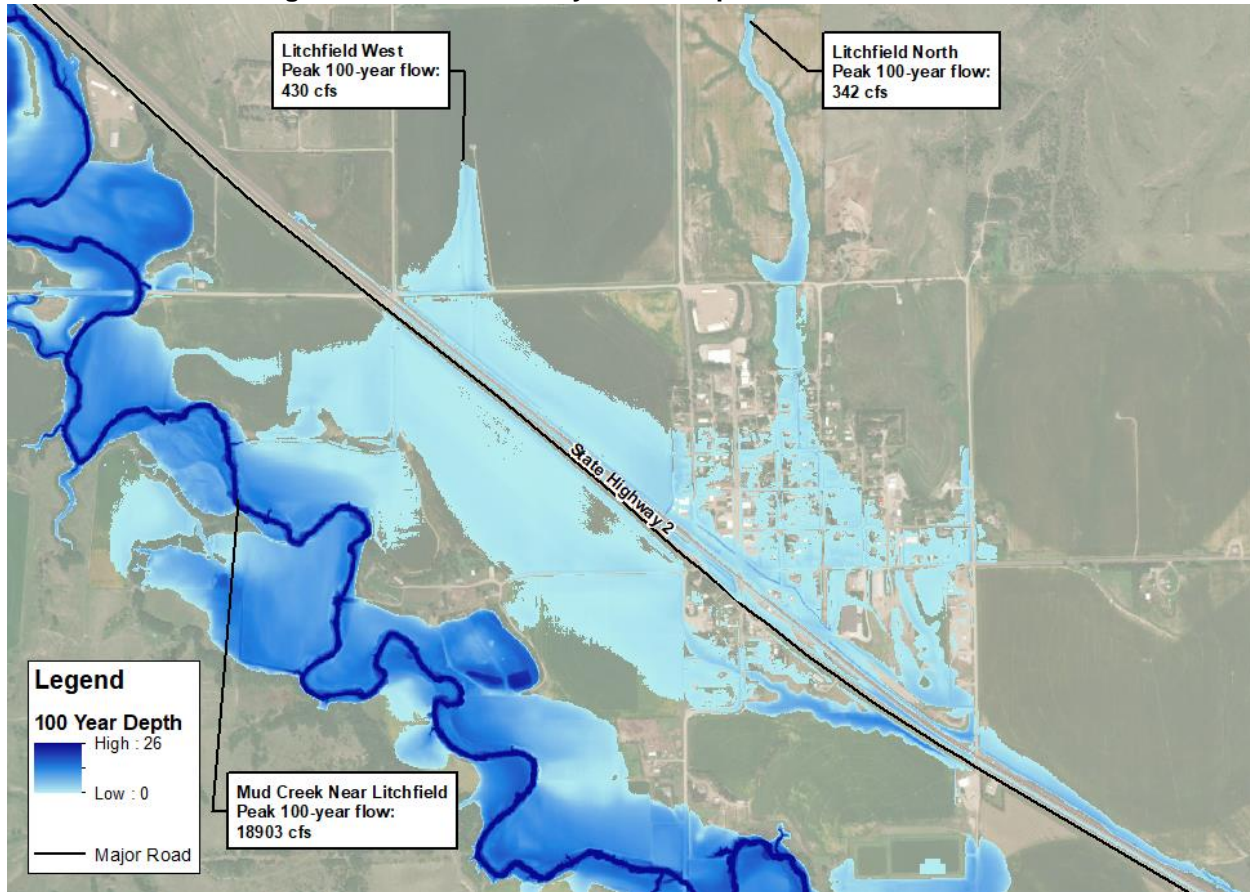 Litchfield West
Peak 100-year flow:
430 cfs
Litchfield North
Peak 100-year flow:
342 cfs
State Highway 2
Legend
100 Year Depth
High : 26
Low : 0
Major Road
Mud Creek Near Litchfield
Peak 100-year flow:
18903 cfs